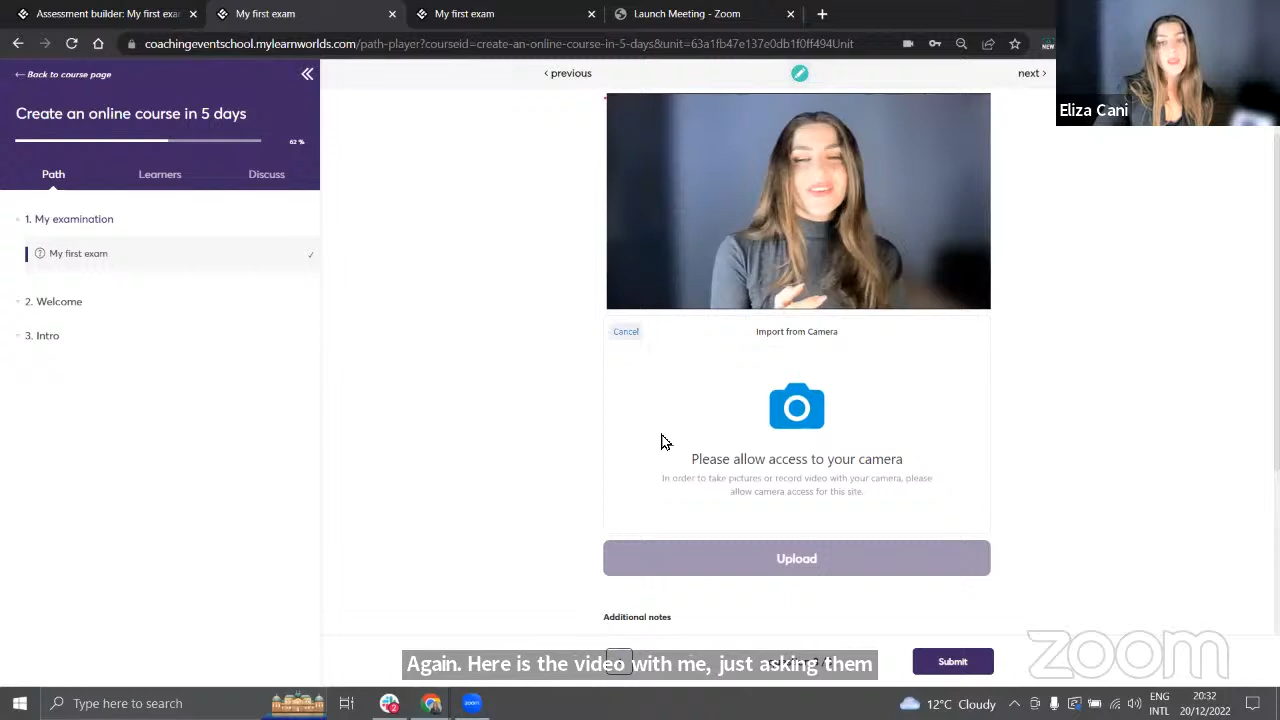 Assessment - My first exa
My first exam
My first exam
Launch Meeting - Zoom
coachingeventschool.mylearnworlds.com/path-player?courseid=create-an-online-course-in-5-days&unit=63a1fb47e137e0db1f0ff494Unit
NEW
Eliza Cani
← Back to course page
‹ previous
next ›
Create an online course in 5 days
62 %
Path
Learners
Discuss
1. My examination
My first exam
2. Welcome
3. Intro
Cancel
Import from Camera
Please allow access to your camera
In order to take pictures or record video with your camera, please
allow camera access for this site.
Upload
Additional notes
Again. Here is the video with me, just asking them
Submit
zoom
Type here to search
2
zoom
12°C Cloudy
ENG
INTL
20:32
20/12/2022